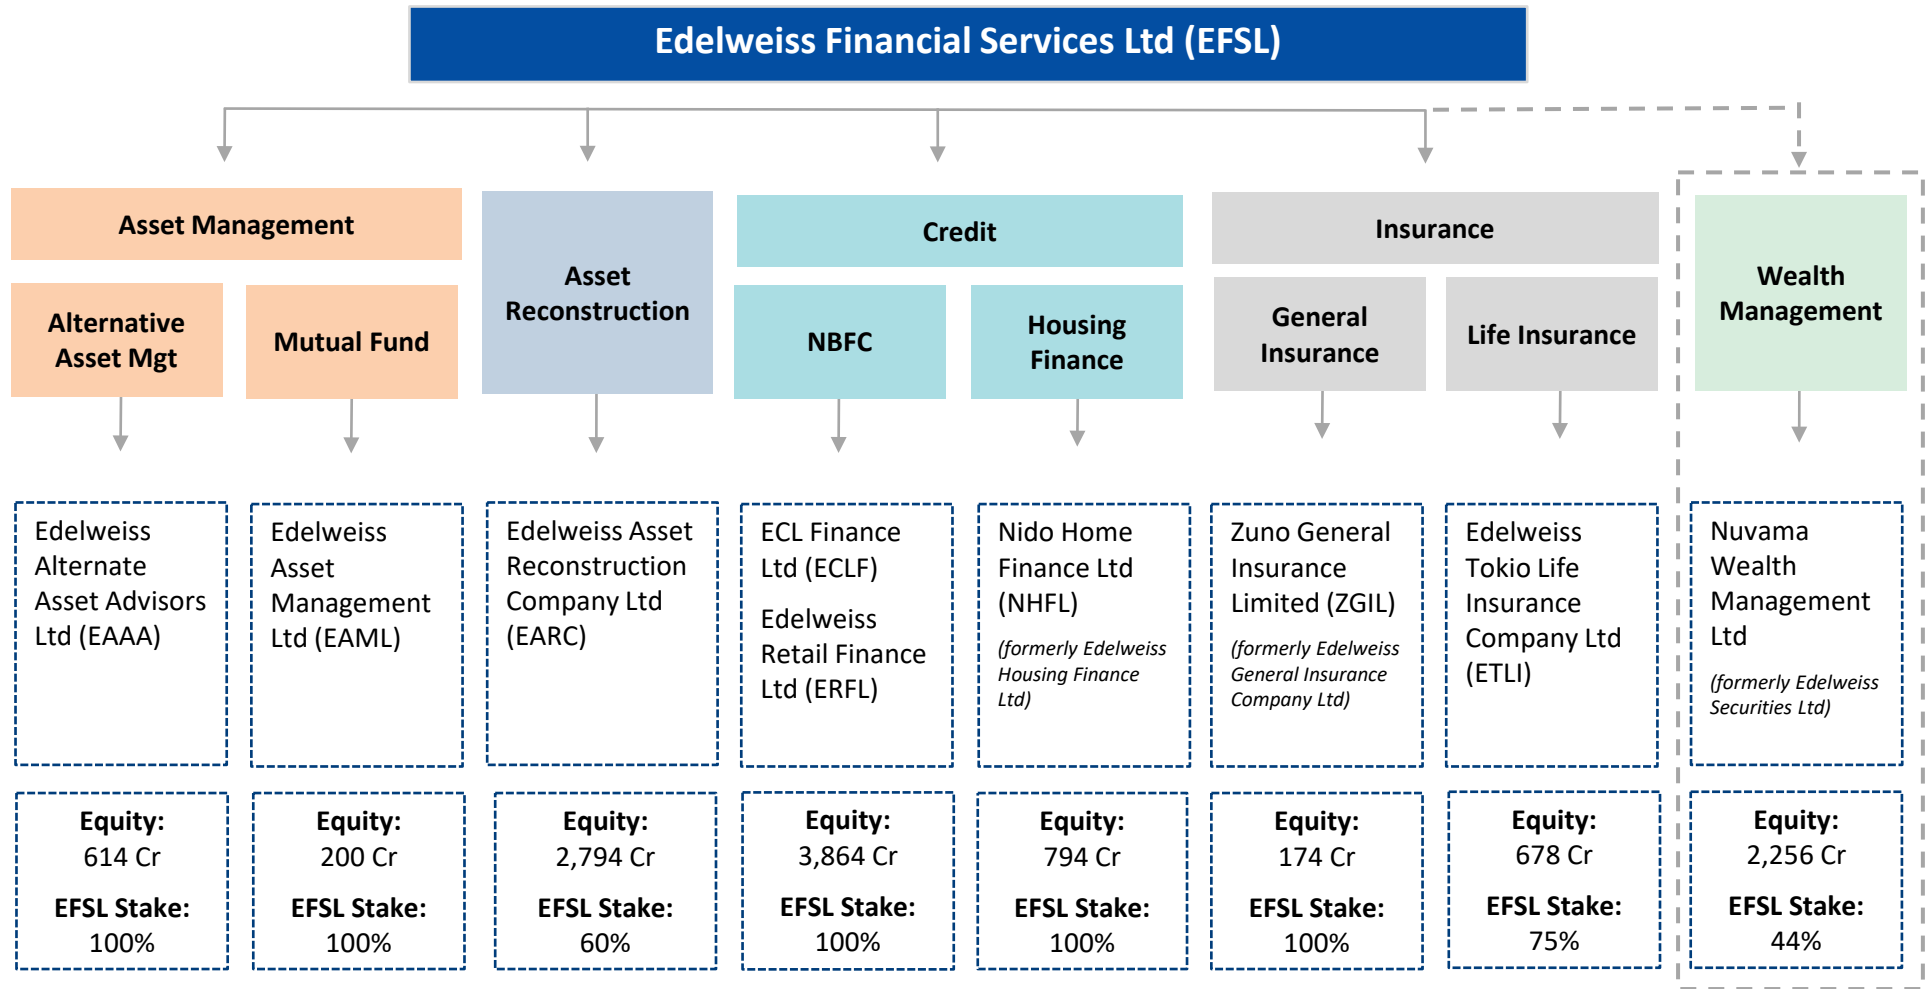 Edelweiss Financial Services Ltd (EFSL)
Asset Management
Alternative
Asset Mgt
Mutual Fund
Asset
Reconstruction
Credit
NBFC
Housing
Finance
Insurance
General
Insurance
Life Insurance
Wealth
Management
Edelweiss
Alternate
Asset Advisors
Ltd (EAAA)
Edelweiss
Asset
Management
Ltd (EAML)
Edelweiss Asset
Reconstruction
Company Ltd
(EARC)
ECL Finance
Ltd (ECLF)
Edelweiss
Retail Finance
Ltd (ERFL)
Nido Home
Finance Ltd
(NHFL)
(formerly Edelweiss
Housing Finance
Ltd)
Zuno General
Insurance
Limited (ZGIL)
(formerly Edelweiss
General Insurance
Company Ltd)
Edelweiss
Tokio Life
Insurance
Company Ltd
(ETLI)
Nuvama
Wealth
Management
Ltd
(formerly Edelweiss
Securities Ltd)
Equity:
614 Cr
EFSL Stake:
100%
Equity:
200 Cr
EFSL Stake:
100%
Equity:
2,794 Cr
EFSL Stake:
60%
Equity:
3,864 Cr
EFSL Stake:
100%
Equity:
794 Cr
EFSL Stake:
100%
Equity:
174 Cr
EFSL Stake:
100%
Equity:
678 Cr
EFSL Stake:
75%
Equity:
2,256 Cr
EFSL Stake:
44%